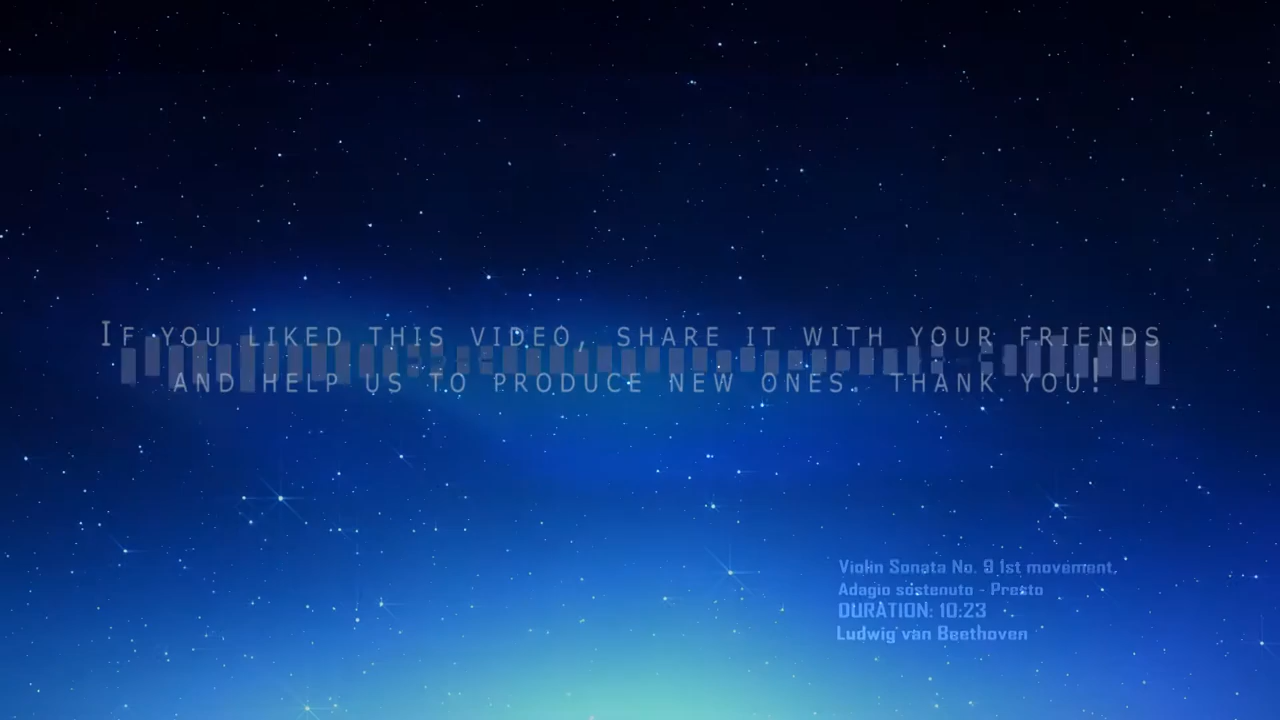 If you liked this video, share it with your friends
and help us to produce new ones. Thank you!
Violin Sonata No. 9 1st movement,
Adagio sostenuto - Presto
DURATION: 10:23
Ludwig van Beethoven